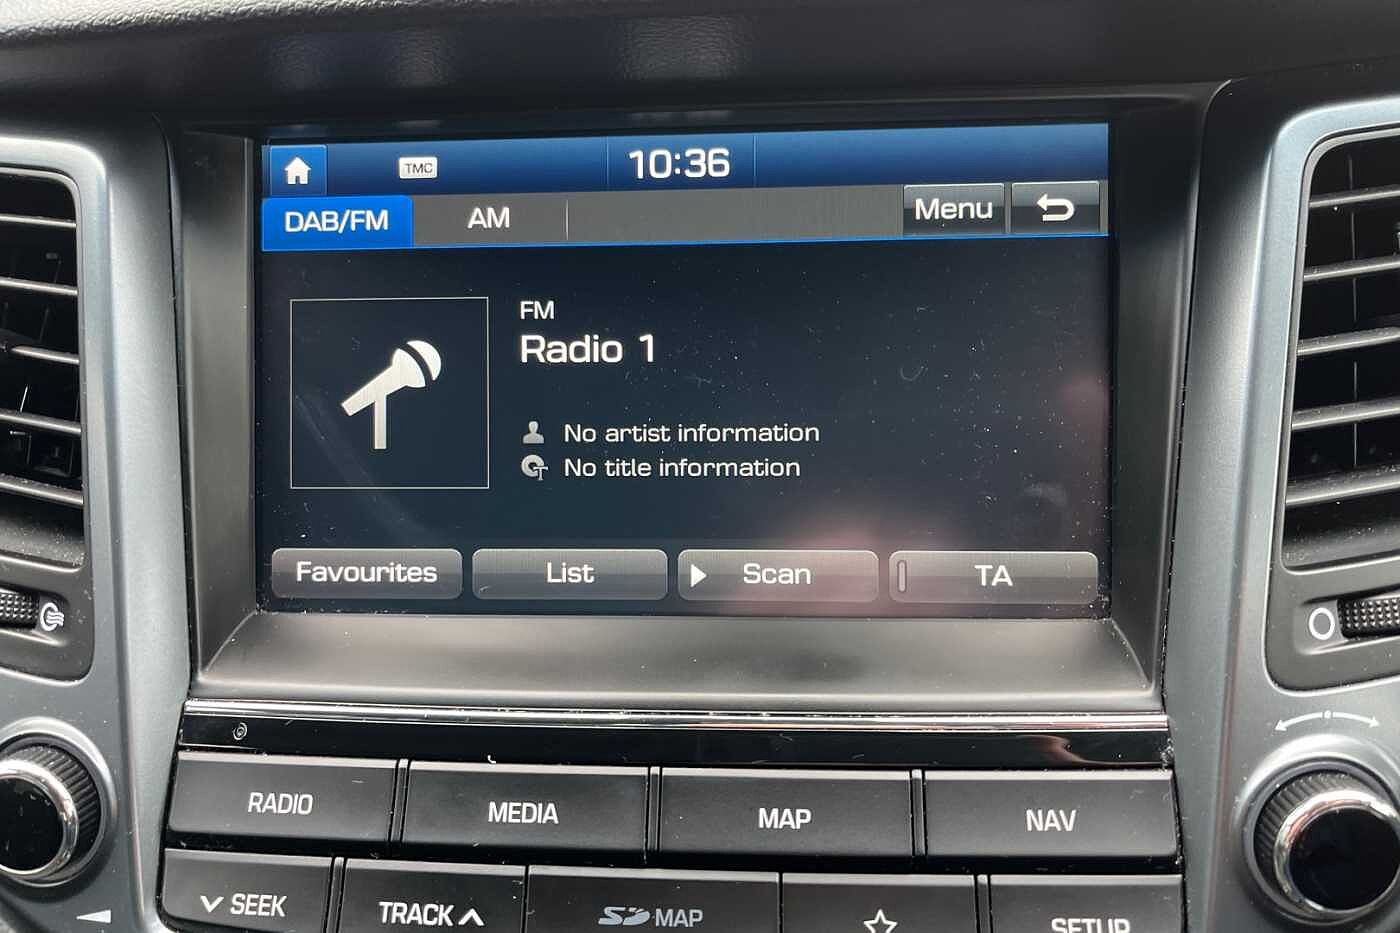 TMC
10:36
DAB/FM
AM
Menu
FM
Radio 1
No artist information
No title information
Favourites
List
Scan
TA
RADIO
MEDIA
MAP
NAV
SEEK
TRACK
SD-MAP
SETUP